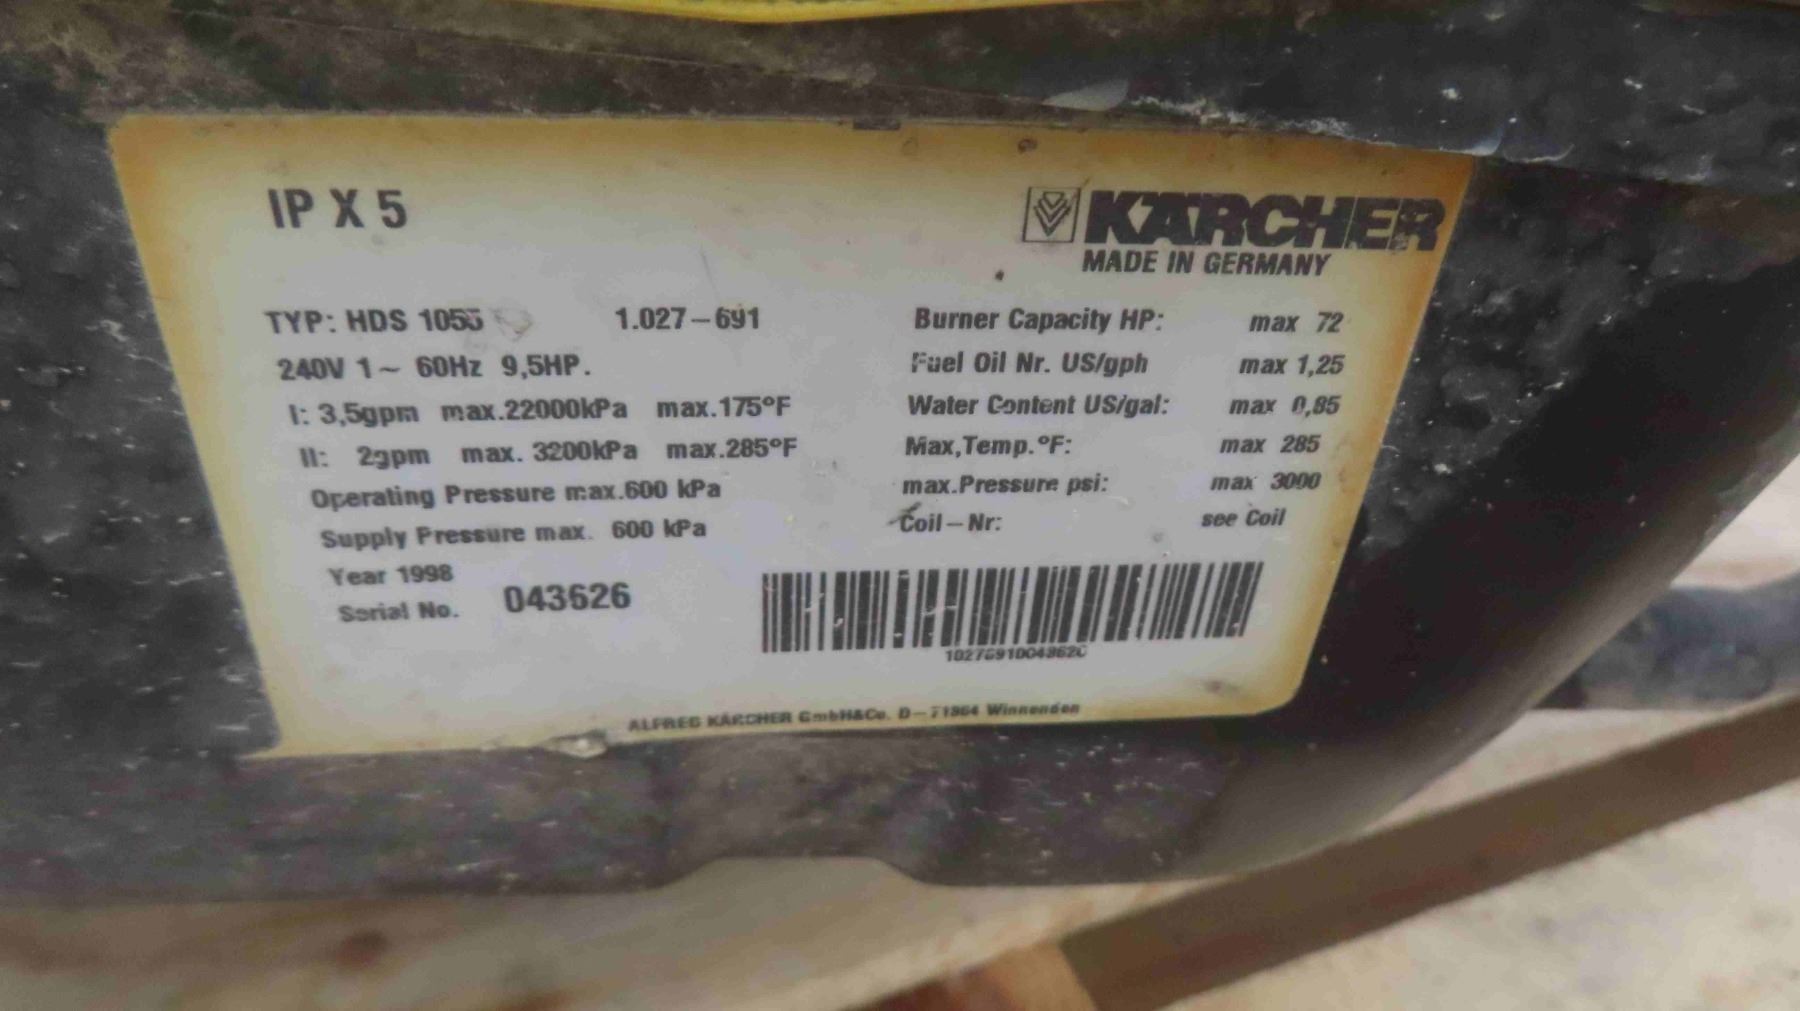 IP X 5
KARCHER
MADE IN GERMANY
TYP: HDS 1055 1.027-691
240V 1~ 60Hz 9,5HP.
I: 3,5gpm max.22000kPa max.175°F
II: 2gpm max. 3200kPa max.285°F
Operating Pressure max.600 kPa
Supply Pressure max. 600 kPa
Year 1998
Serial No. 043626
Burner Capacity HP: max 72
Fuel Oil Nr. US/gph max 1,25
Water Content US/gal: max 0,85
Max,Temp.°F: max 285
max.Pressure psi: max 3000
Coil-Nr: see Coil
ALFRED KÄRCHER GmbH&Co. D-71364 Winnenden